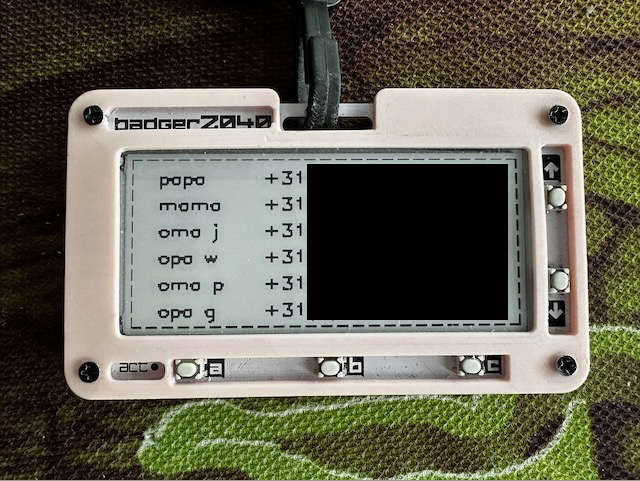 badger2040
papa +31
mama +31
oma j +31
opa w +31
oma p +31
opa g +31
act
a b c